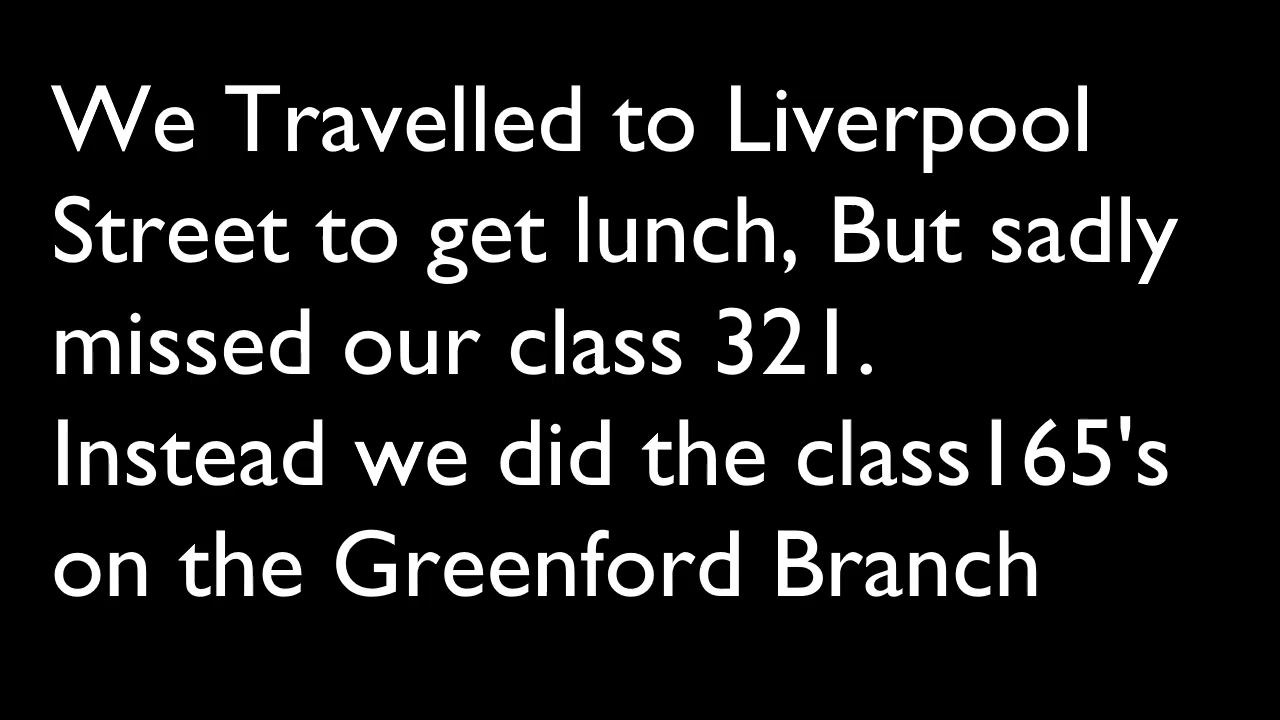 We Travelled to Liverpool
Street to get lunch, But sadly
missed our class 321.
Instead we did the class165's
on the Greenford Branch